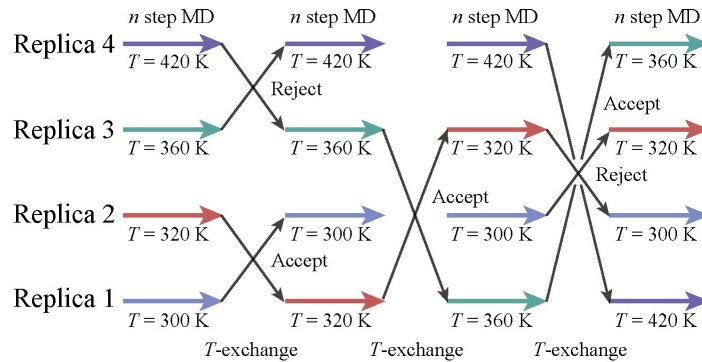 n step MD n step MD n step MD n step MD
Replica 4
T = 420 K T = 420 K T = 420 K T = 360 K
Reject Accept
Replica 3
T = 360 K T = 360 K T = 320 K T = 320 K
Accept Reject
Replica 2
T = 320 K T = 300 K T = 300 K T = 300 K
Accept
Replica 1
T = 300 K T = 320 K T = 360 K T = 420 K
T-exchange T-exchange T-exchange